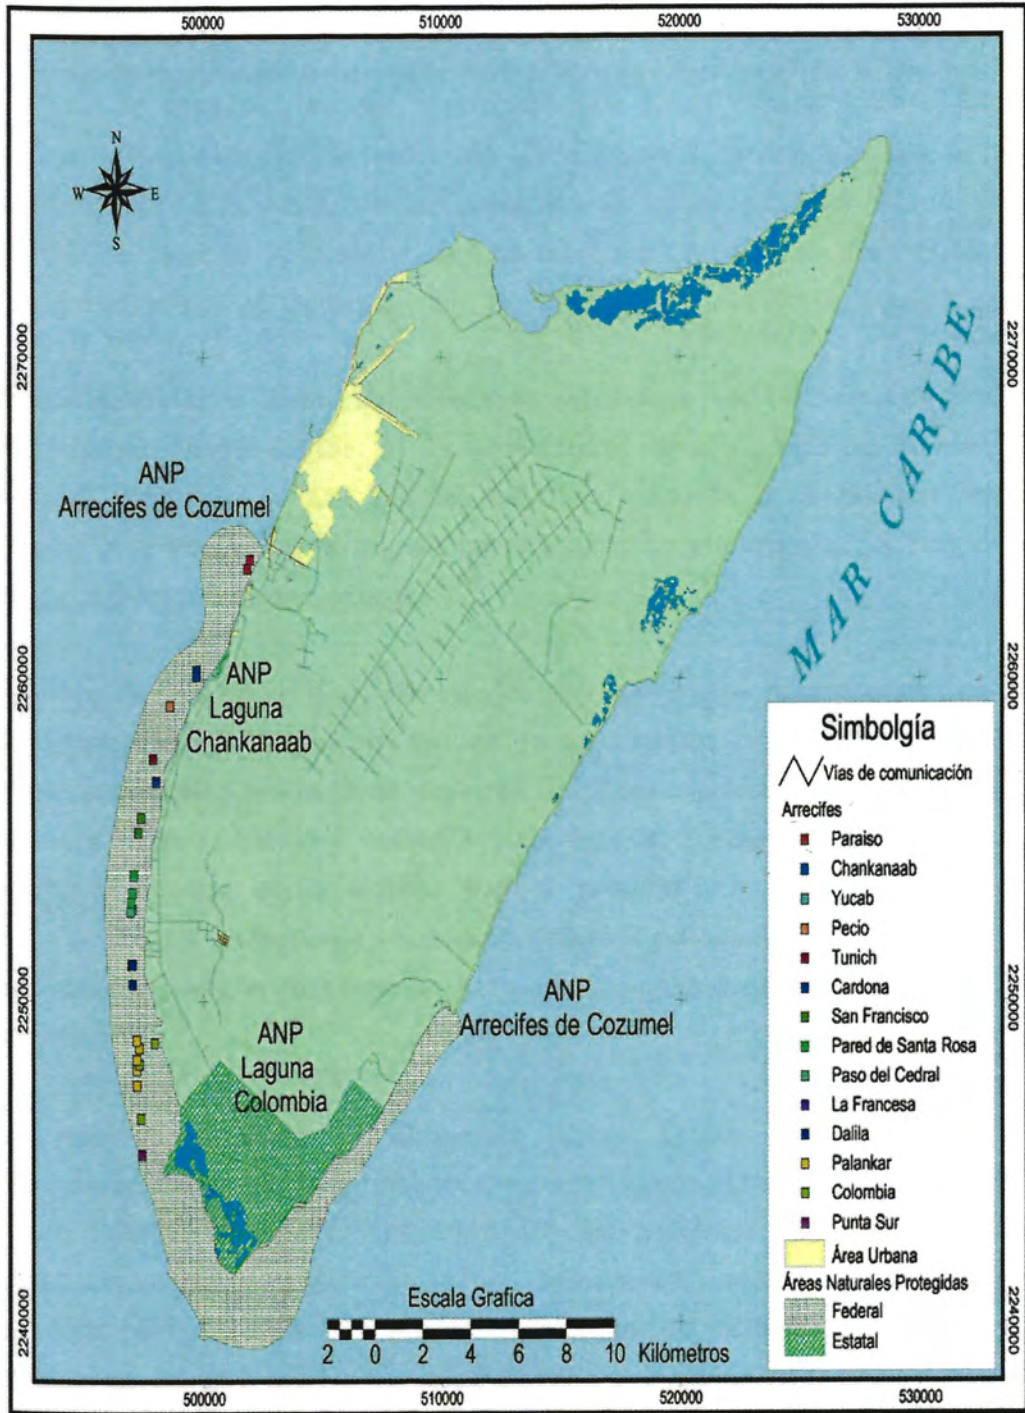 500000
510000
520000
530000
N
W
E
S
2270000
2270000
MAR CARIBE
ANP
Arrecifes de Cozumel
ANP
Laguna
Chankanaab
2260000
2260000
Simbolgía
Vías de comunicación
Arrecifes
Paraiso
Chankanaab
Yucab
Pecio
Tunich
Cardona
San Francisco
Pared de Santa Rosa
Paso del Cedral
La Francesa
Dalila
Palankar
Colombia
Punta Sur
Área Urbana
Áreas Naturales Protegidas
Federal
Estatal
2250000
2250000
ANP
Arrecifes de Cozumel
ANP
Laguna
Colombia
2240000
2240000
Escala Grafica
2 0 2 4 6 8 10 Kilómetros
500000
510000
520000
530000